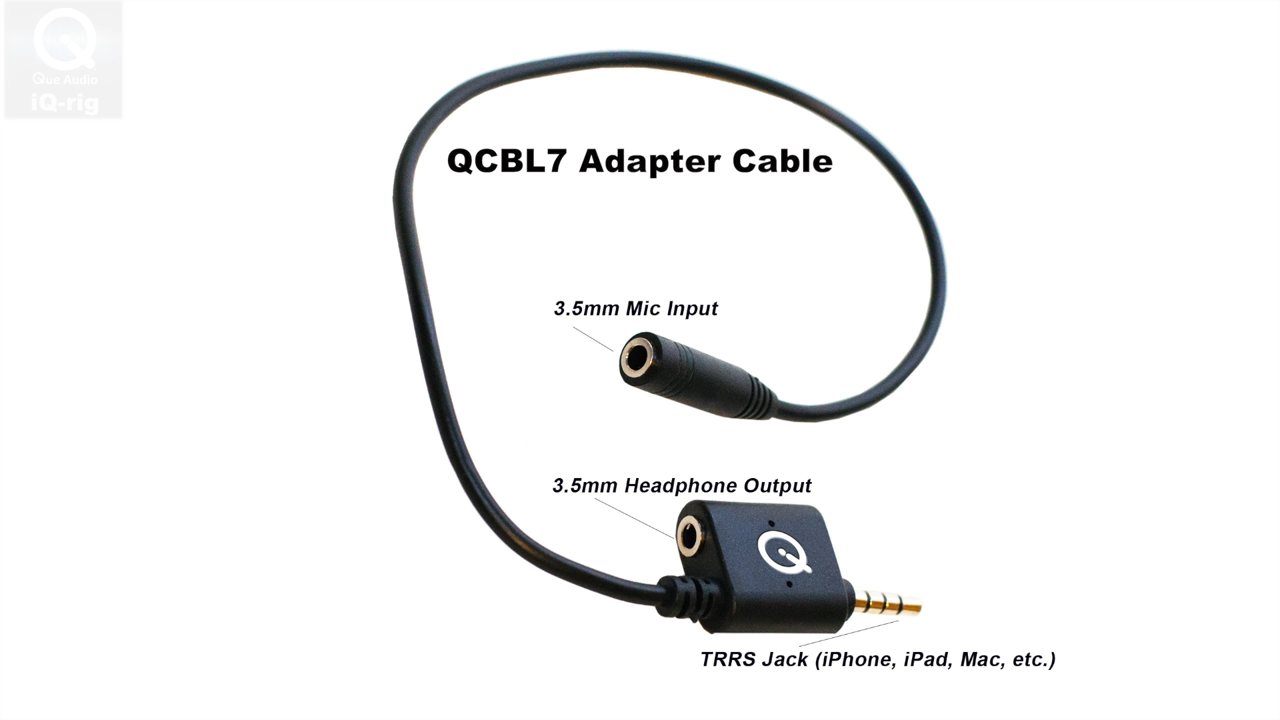 Que Audio
iQ-rig
QCBL7 Adapter Cable
3.5mm Mic Input
3.5mm Headphone Output
TRRS Jack (iPhone, iPad, Mac, etc.)